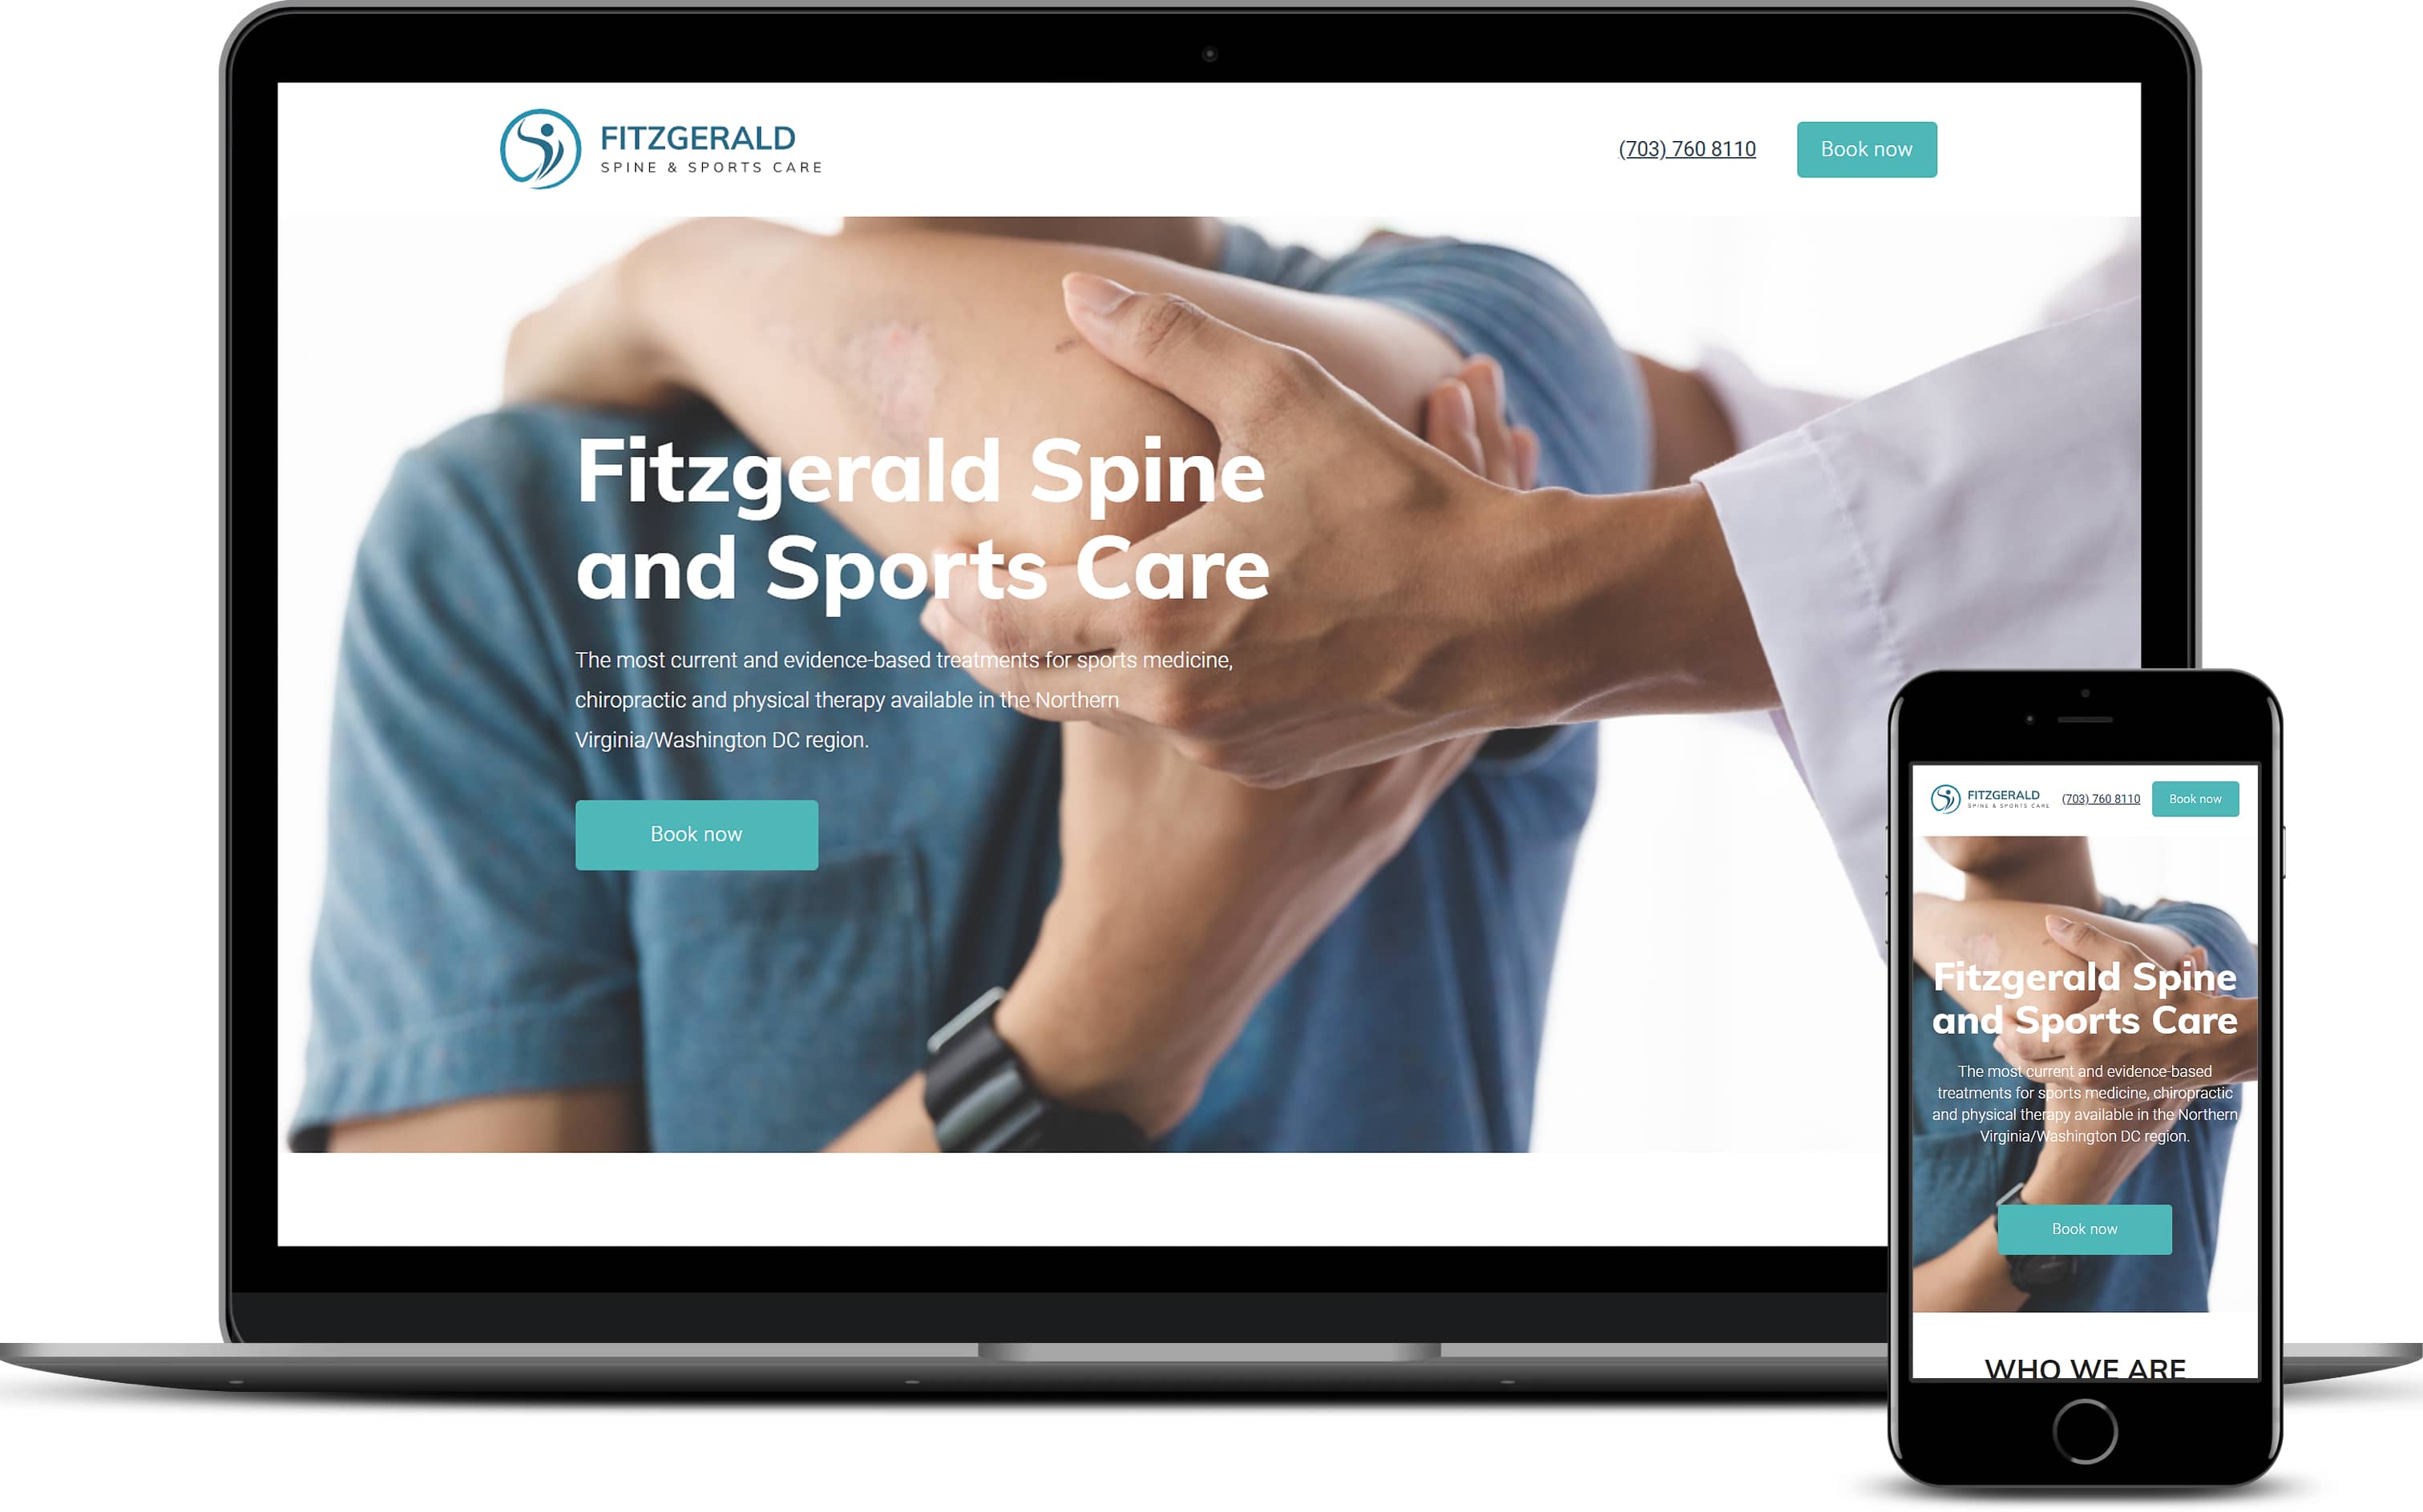 FITZGERALD
SPINE & SPORTS CARE
(703) 760 8110
Book now
Fitzgerald Spine
and Sports Care
The most current and evidence-based treatments for sports medicine,
chiropractic and physical therapy available in the Northern
Virginia/Washington DC region.
Book now
FITZGERALD
SPINE & SPORTS CARE
(703) 760 8110
Book now
Fitzgerald Spine
and Sports Care
The most current and evidence-based
treatments for sports medicine, chiropractic
and physical therapy available in the Northern
Virginia/Washington DC region.
Book now
WHO WE ARE